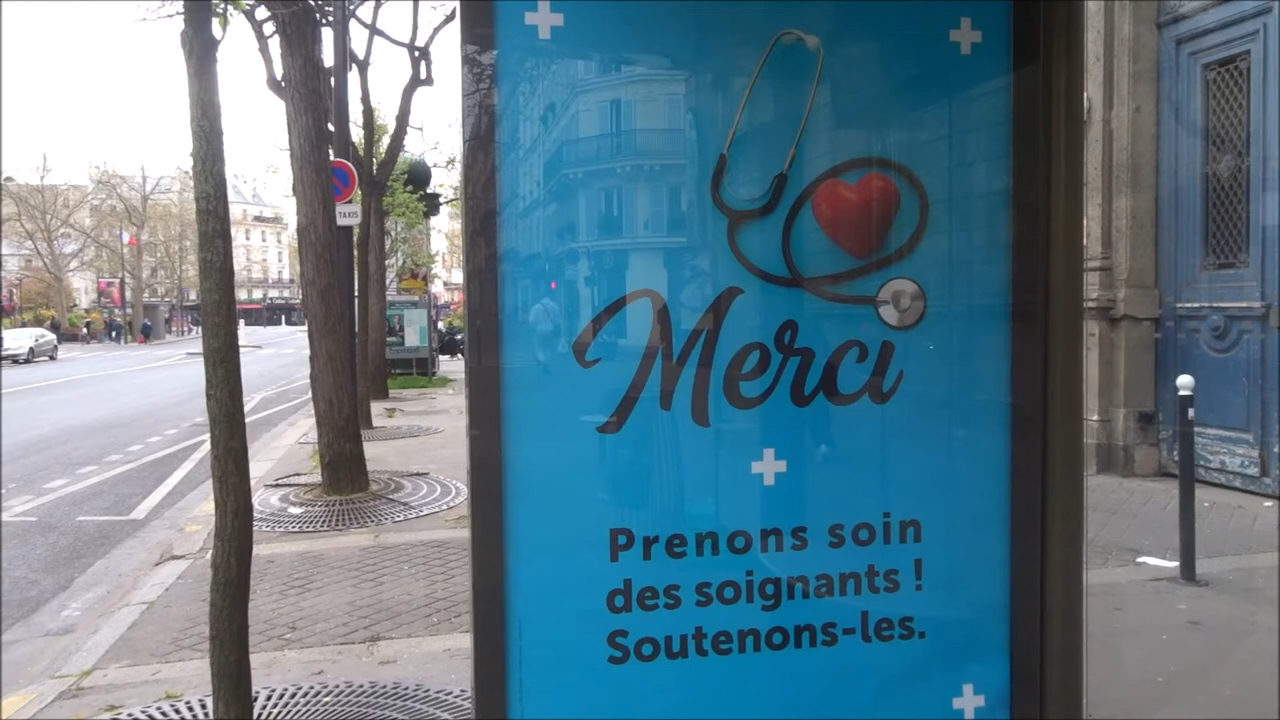 TAXIS
Merci
Prenons soin
des soignants !
Soutenons-les.